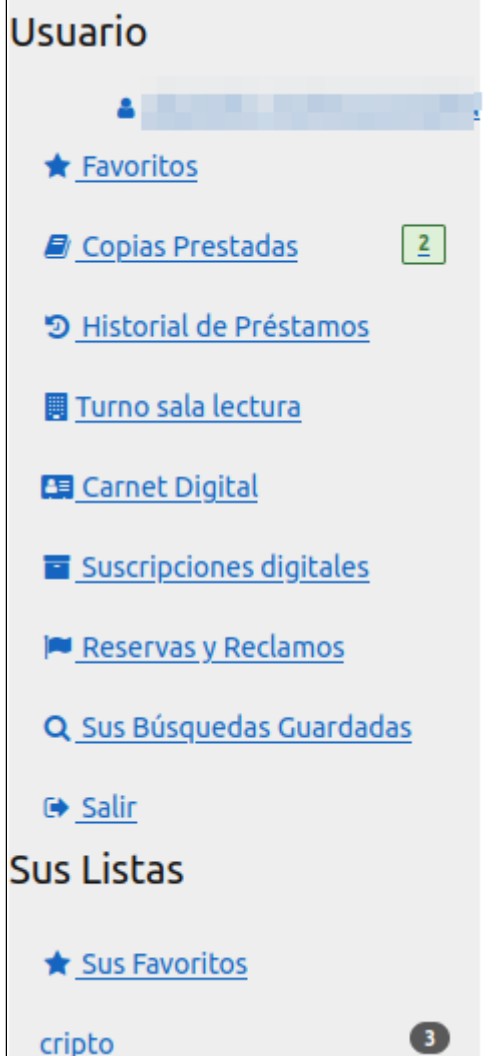 Usuario
Favoritos
Copias Prestadas 2
Historial de Préstamos
Turno sala lectura
Carnet Digital
Suscripciones digitales
Reservas y Reclamos
Sus Búsquedas Guardadas
Salir
Sus Listas
Sus Favoritos
cripto 3